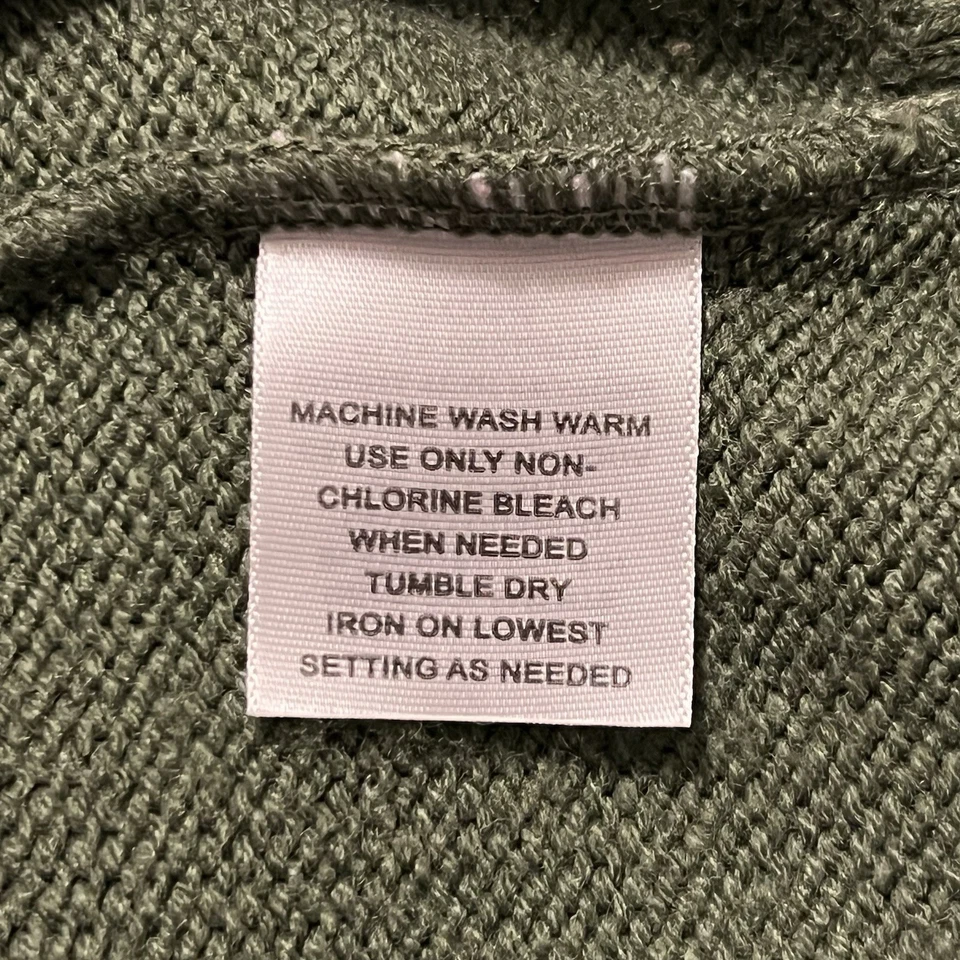 MACHINE WASH WARM
USE ONLY NON-
CHLORINE BLEACH
WHEN NEEDED
TUMBLE DRY
IRON ON LOWEST
SETTING AS NEEDED